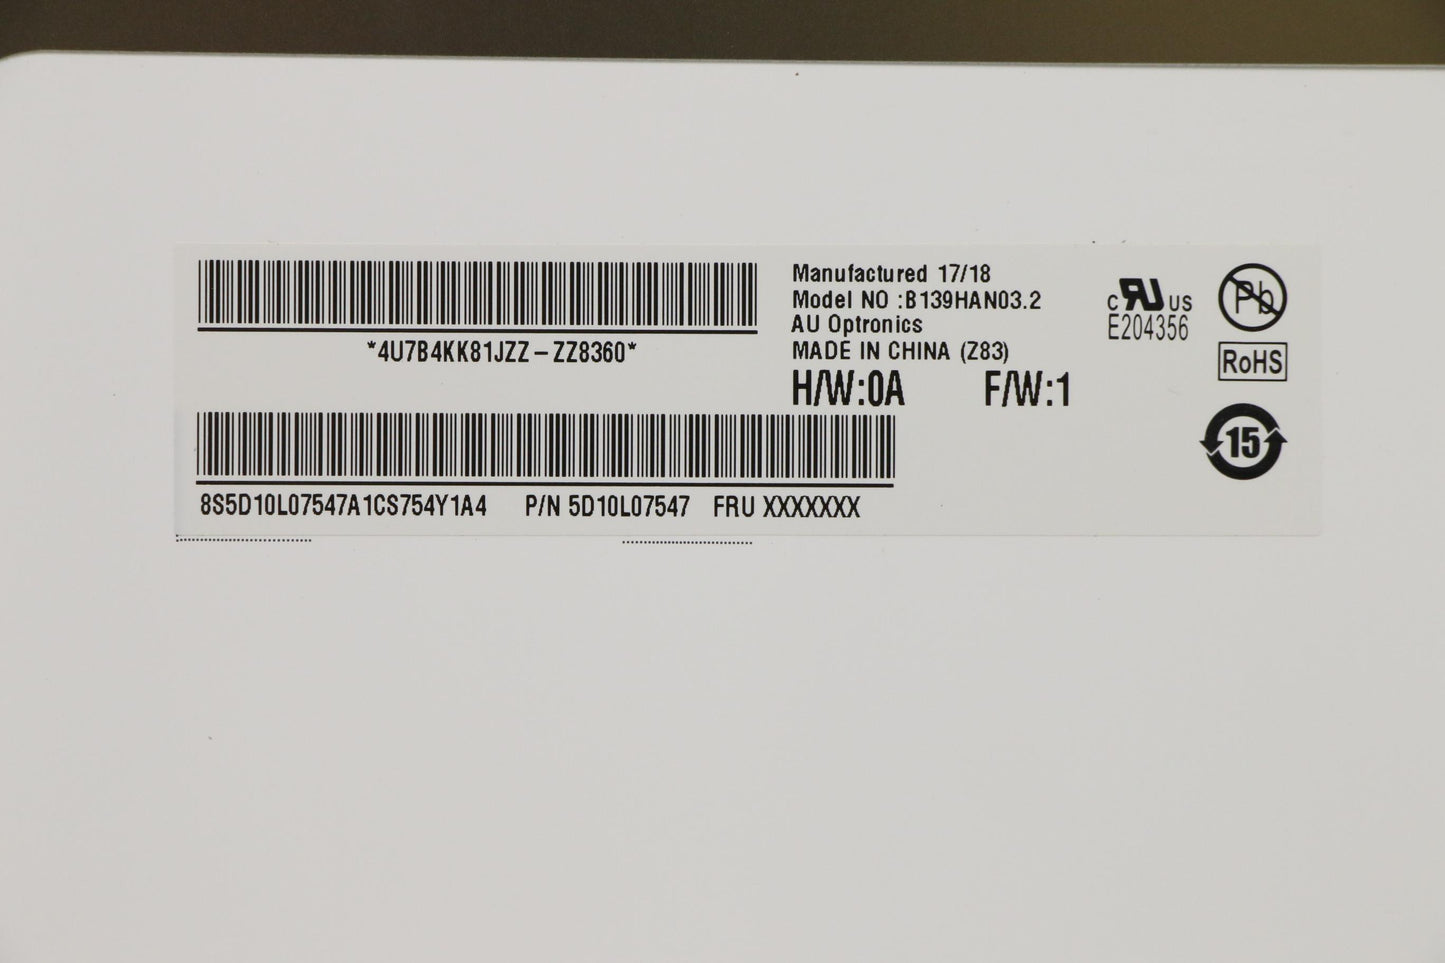 *4U7B4KK81JZZ-ZZ8360*
Manufactured 17/18
Model NO :B139HAN03.2
AU Optronics
MADE IN CHINA (Z83)
H/W:0A F/W:1
8S5D10L07547A1CS754Y1A4 P/N 5D10L07547 FRU XXXXXXX
c RU US
E204356
Pb
RoHS
15